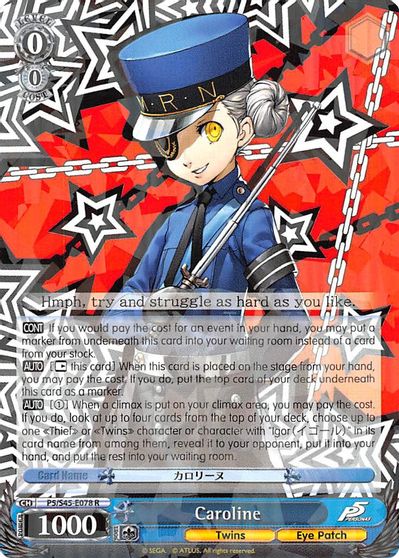 LEVEL
0
0
COST
M R N
Hmph, try and struggle as hard as you like.
CONT If you would pay the cost for an event in your hand, you may put a
marker from underneath this card into your waiting room instead of a card
from your stock.
AUTO [ this card] When this card is placed on the stage from your
hand, you may pay the cost. If you do, put the top card of your deck underneath
this card as a marker.
AUTO [①] When a climax is put on your climax area, you may pay the cost.
If you do, look at up to four cards from the top of your deck, choose up to
one <Thief> or <Twins> character or character with "Igor(イゴール)" in its
card name from among them, reveal it to your opponent, put it into your
hand, and put the rest into your waiting room.
Card Name カロリーヌ
CH P5/S45-E078 R
1000
Caroline
P5
PERSONA5
Twins
Eye Patch
© SEGA © ATLUS. All rights reserved.